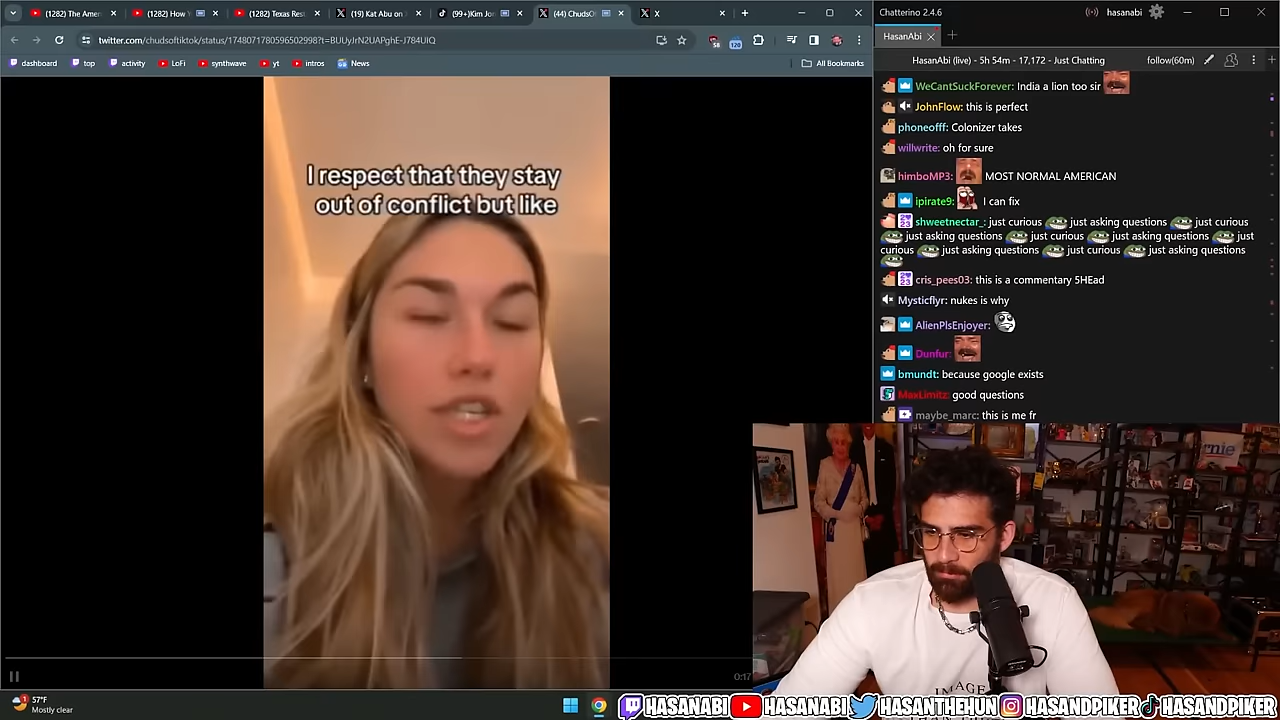 (1282) The Amer
(1282) How
(1282) Texas Res
(19) Kat Abu on
(99+)Kim Jon
(44) ChudsOf
X
twitter.com/chudsoftiktok/status/1748071780596502998?t=BUUyJrN2UAPghE-J784UIQ
58
120
dashboard
top
activity
LoFi
synthwave
yt
intros
News
All Bookmarks
I respect that they stay
out of conflict but like
0:17
57°F
Mostly clear
Chatterino 2.4.6
hasanabi
HasanAbi
HasanAbi (live) - 5h 54m - 17,172 - Just Chatting
follow(60m)
WeCantSuckForever: India a lion too sir
JohnFlow: this is perfect
phoneofff: Colonizer takes
willwrite: oh for sure
himboMP3: MOST NORMAL AMERICAN
ipirate9: I can fix
shweetnectar_: just curious just asking questions just curious
just asking questions just curious just asking questions just
curious just asking questions just curious just asking questions
cris_pees03: this is a commentary 5HEad
Mysticflyr: nukes is why
AlienPlsEnjoyer:
Dunfur:
bmundt: because google exists
MaxLimitz: good questions
maybe_marc: this is me fr
ernie
IMAGE
HASANABI HASANABI HASANTHEHUN HASANDPIKER HASANDPIKER